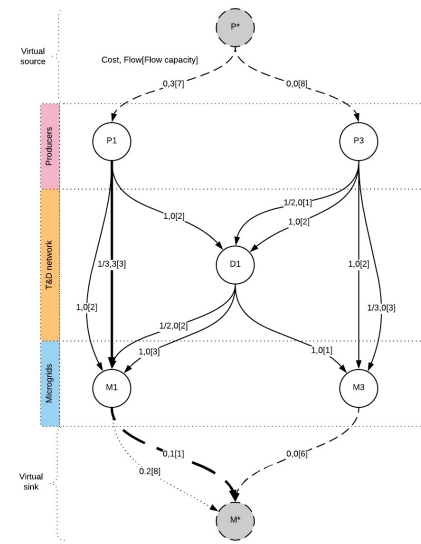 P*
Virtual
source
Cost, Flow[Flow capacity]
0,3[7]
0,0[8]
Producers
P1
P3
T&D network
1/2,0[1]
1,0[2]
1,0[2]
D1
1/3,3[3]
1,0[2]
1,0[2]
1/3,0[3]
1/2,0[2]
1,0[3]
1,0[1]
Microgrids
M1
M3
0,1[1]
0,0[6]
0.2[8]
Virtual
sink
M*